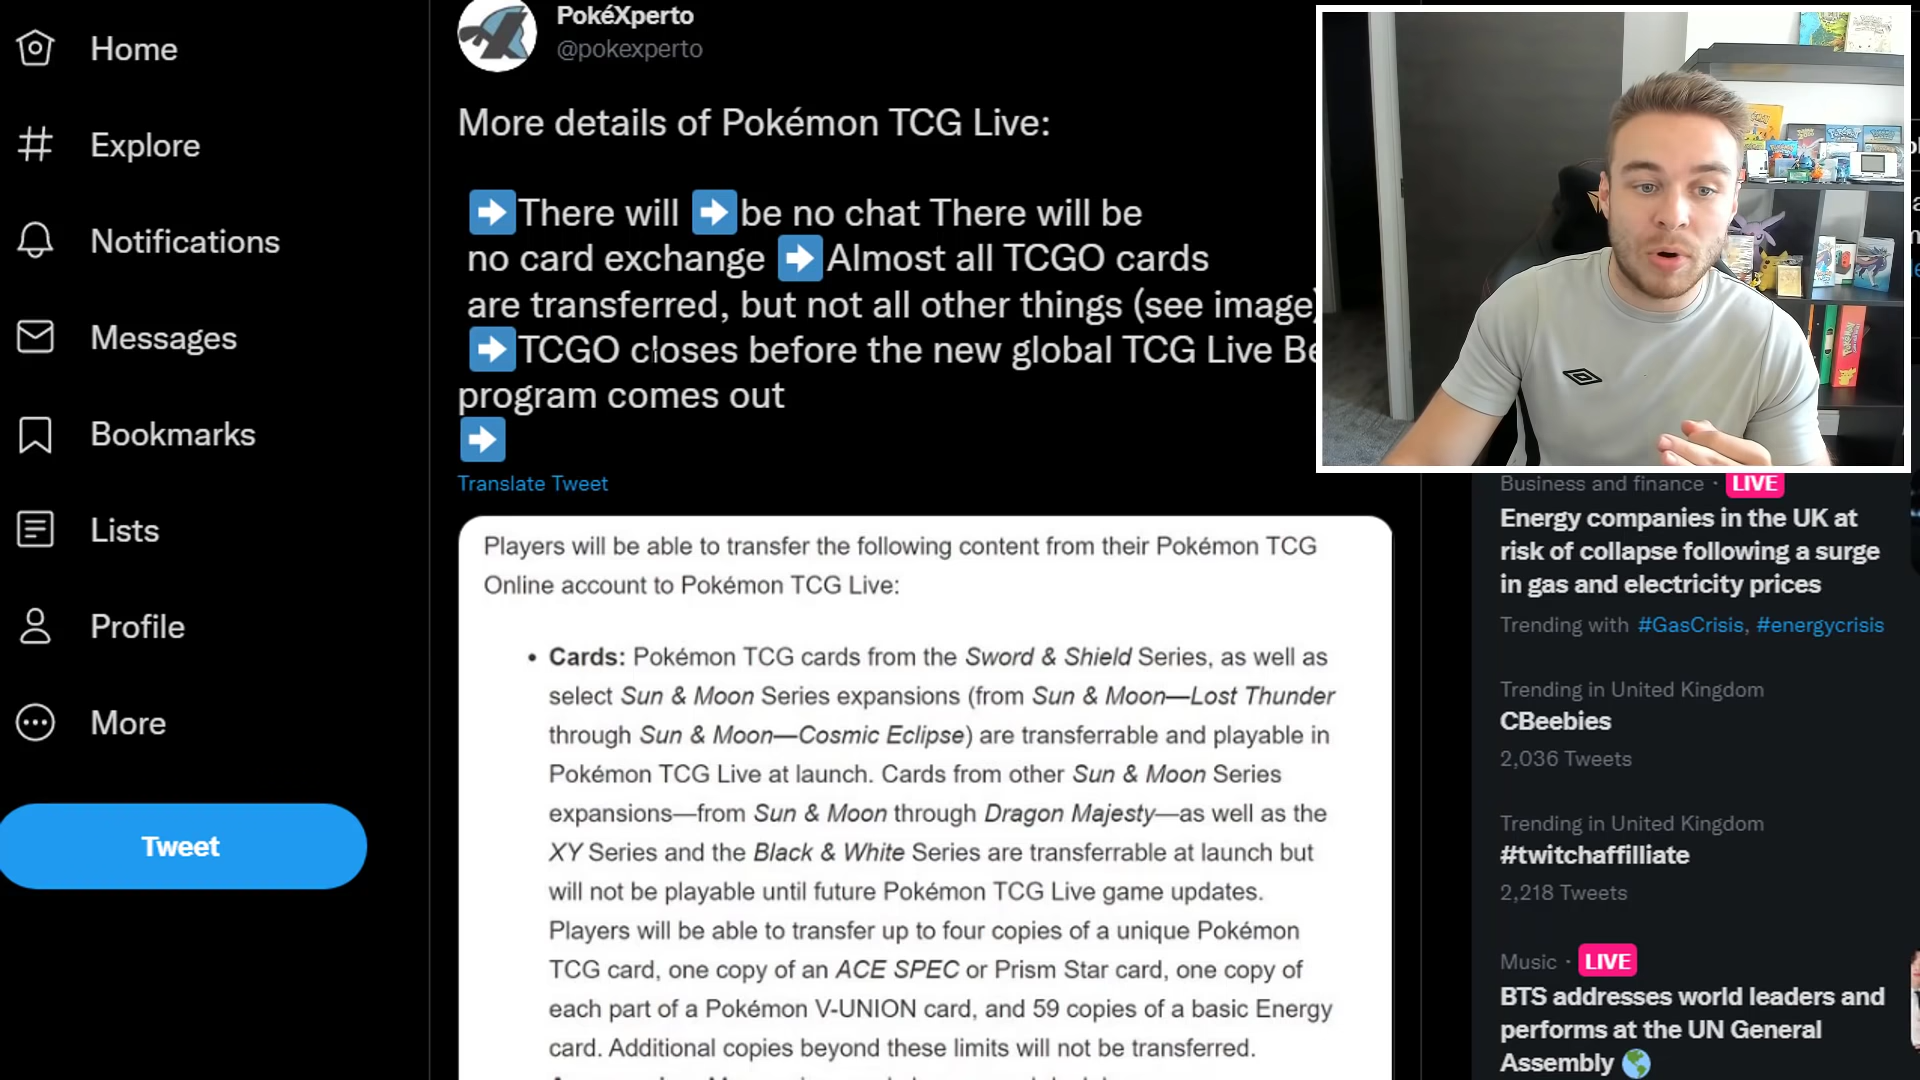 Home
Explore
Notifications
Messages
Bookmarks
Lists
Profile
More
Tweet
PokéXperto
@pokexperto
More details of Pokémon TCG Live:
➡There will ➡be no chat There will be
no card exchange ➡Almost all TCGO cards
are transferred, but not all other things (see image)
➡TCGO closes before the new global TCG Live
program comes out
➡
Translate Tweet
Players will be able to transfer the following content from their Pokémon TCG
Online account to Pokémon TCG Live:
• Cards: Pokémon TCG cards from the Sword & Shield Series, as well as
select Sun & Moon Series expansions (from Sun & Moon—Lost Thunder
through Sun & Moon—Cosmic Eclipse) are transferrable and playable in
Pokémon TCG Live at launch. Cards from other Sun & Moon Series
expansions—from Sun & Moon through Dragon Majesty—as well as the
XY Series and the Black & White Series are transferrable at launch but
will not be playable until future Pokémon TCG Live game updates.
Players will be able to transfer up to four copies of a unique Pokémon
TCG card, one copy of an ACE SPEC or Prism Star card, one copy of
each part of a Pokémon V-UNION card, and 59 copies of a basic Energy
card. Additional copies beyond these limits will not be transferred.
Business and finance · LIVE
Energy companies in the UK at
risk of collapse following a surge
in gas and electricity prices
Trending with #GasCrisis, #energycrisis
Trending in United Kingdom
CBeebies
2,036 Tweets
Trending in United Kingdom
#twitchaffilliate
2,218 Tweets
Music · LIVE
BTS addresses world leaders and
performs at the UN General
Assembly 🌎